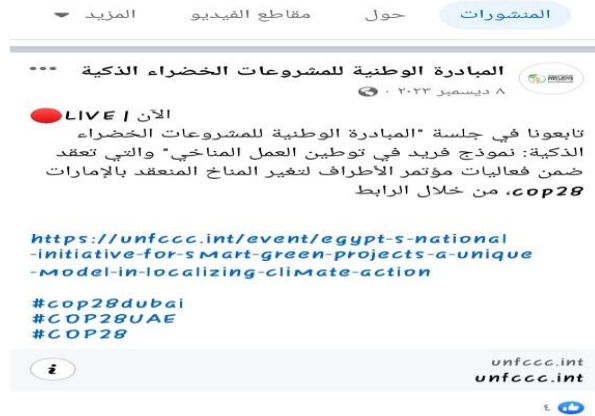 المنشورات حول مقاطع الفيديو المزيد
المبادرة الوطنية للمشروعات الخضراء الذكية
٨ ديسمبر ٢٠٢٣ ·
الآن | LIVE
تابعونا في جلسة "المبادرة الوطنية للمشروعات الخضراء
الذكية: نموذج فريد في توطين العمل المناخي" والتي تعقد
ضمن فعاليات مؤتمر الأطراف لتغير المناخ المنعقد بالإمارات
cop28، من خلال الرابط
https://unfccc.int/event/egypt-s-national
-initiative-for-smart-green-projects-a-unique
-model-in-localizing-climate-action
#cop28dubai
#COP28UAE
#COP28
unfccc.int
unfccc.int
٤